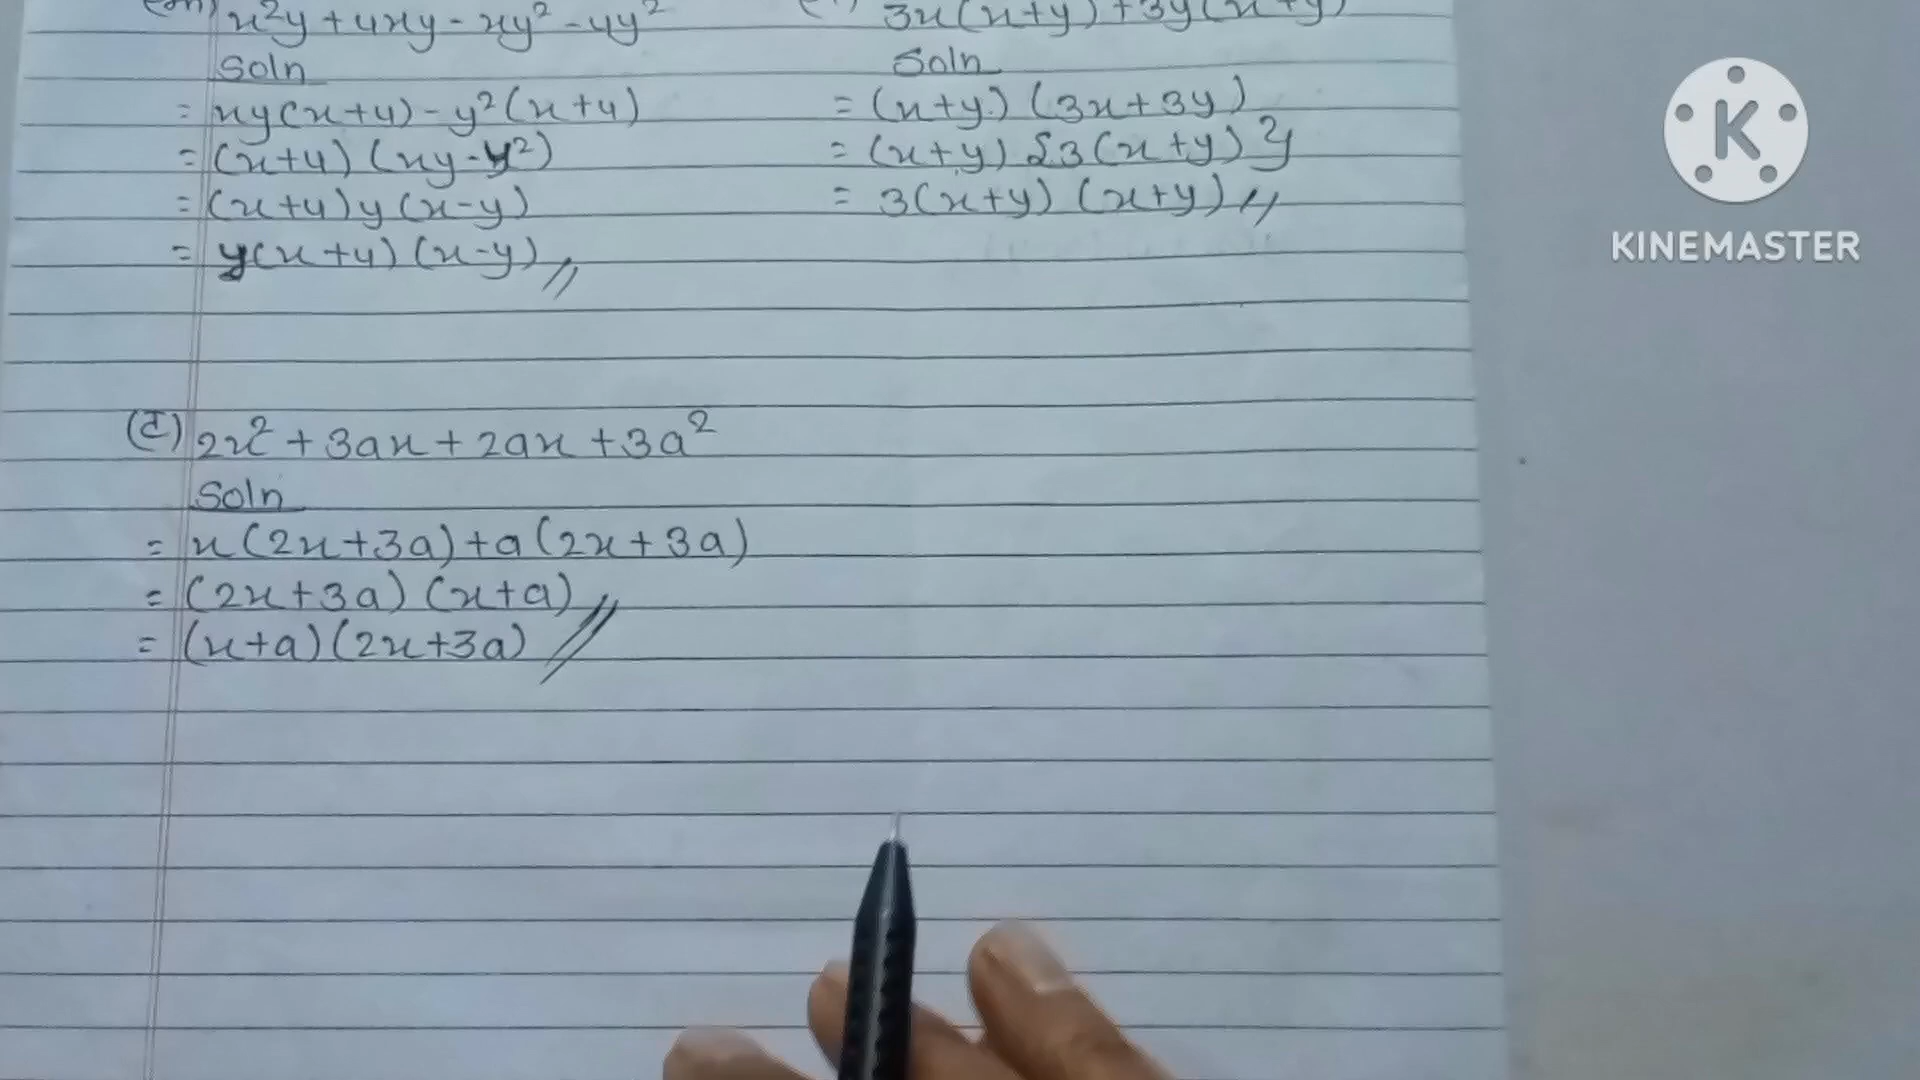 x²y + 4xy - xy² - 4y²
Soln
= xy(x+4) - y²(x+4)
= (x+4) (xy-y²)
= (x+4) y (x-y)
= y(x+4) (x-y) //
3x(x+y) + 3y(x+y)
Soln
= (x+y) (3x+3y)
= (x+y) {3(x+y)}
= 3(x+y) (x+y) //
2x² + 3ax + 2ax + 3a²
Soln
= x(2x+3a) + a(2x+3a)
= (2x+3a) (x+a) //
= (x+a) (2x+3a) //
K
KINEMASTER